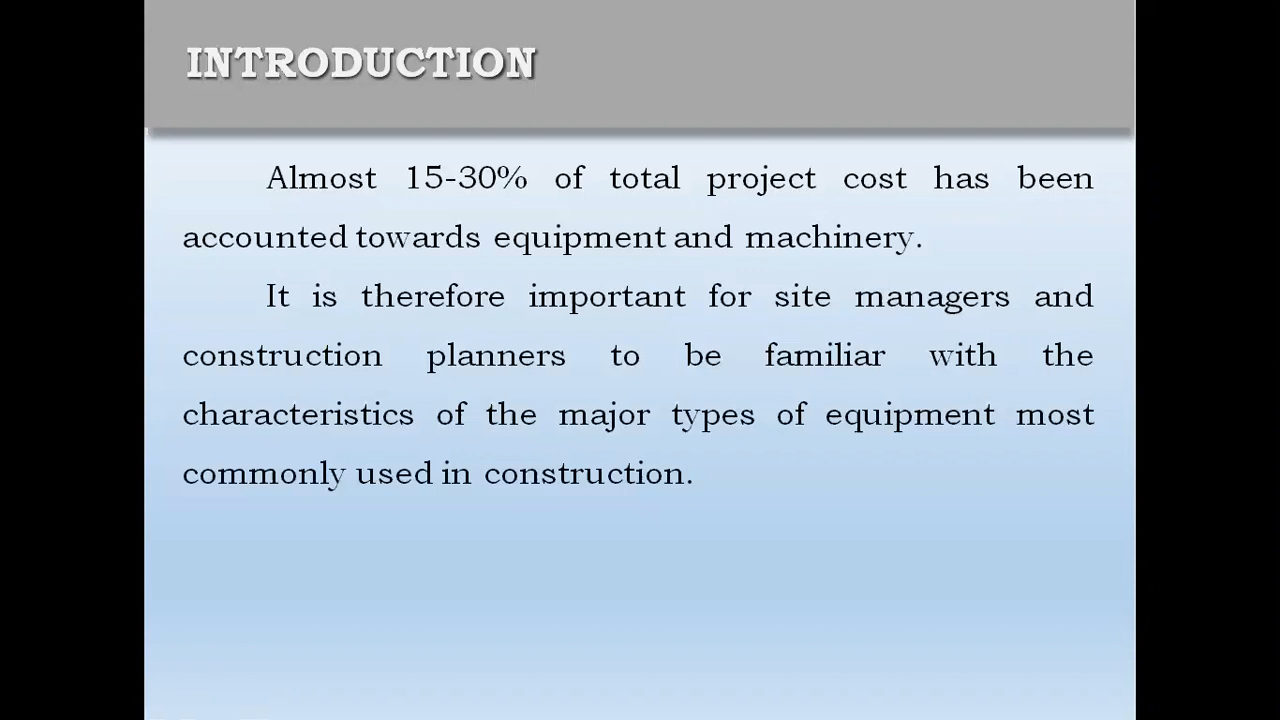 INTRODUCTION
Almost 15-30% of total project cost has been
accounted towards equipment and machinery.
It is therefore important for site managers and
construction planners to be familiar with the
characteristics of the major types of equipment most
commonly used in construction.